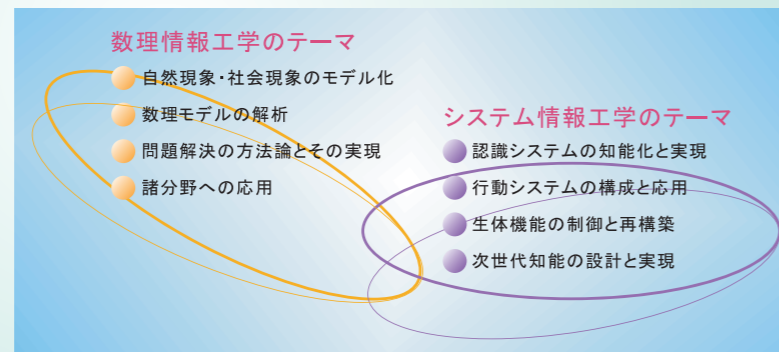 数理情報工学のテーマ
自然現象・社会現象のモデル化
数理モデルの解析
問題解決の方法論とその実現
諸分野への応用
システム情報工学のテーマ
認識システムの知能化と実現
行動システムの構成と応用
生体機能の制御と再構築
次世代知能の設計と実現